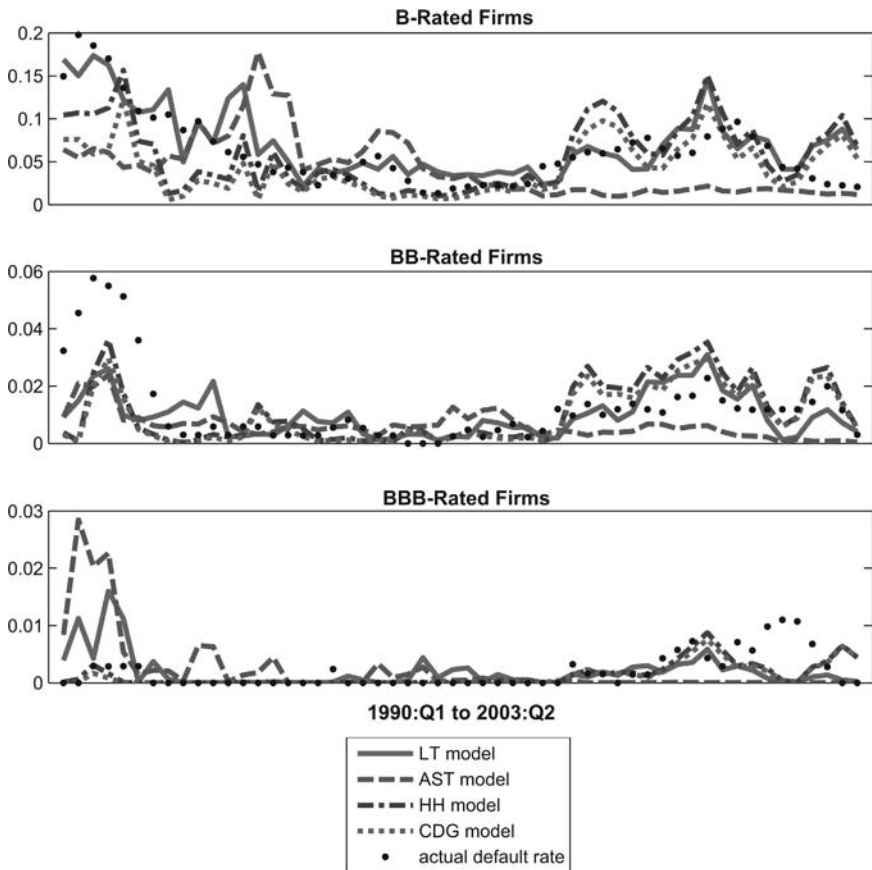 B-Rated Firms
0.2
0.15
0.1
0.05
0
BB-Rated Firms
0.06
0.04
0.02
0
BBB-Rated Firms
0.03
0.02
0.01
0
1990:Q1 to 2003:Q2
LT model
AST model
HH model
CDG model
actual default rate